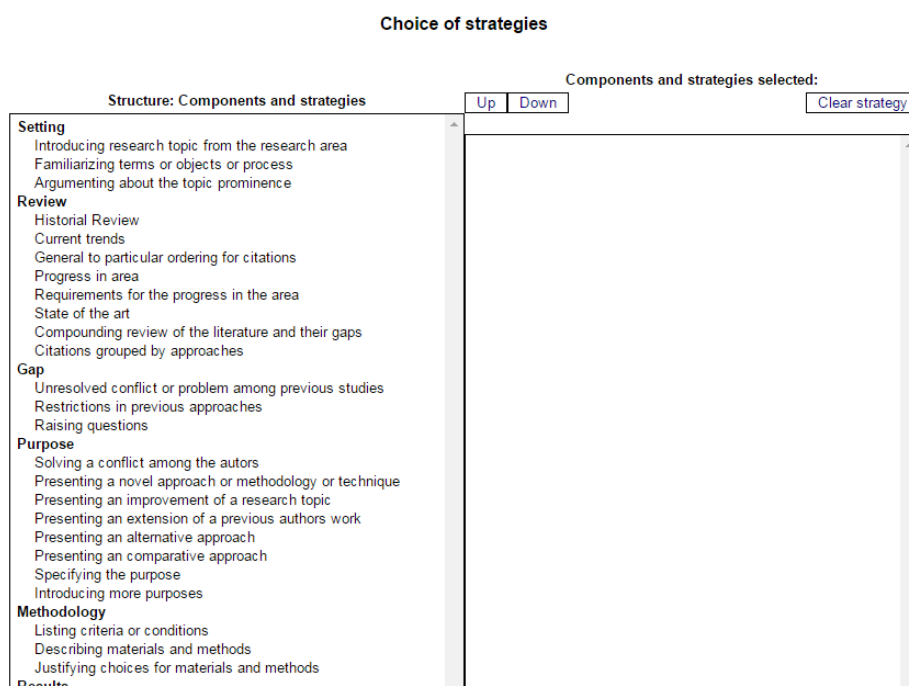 Choice of strategies
Components and strategies selected:
Structure: Components and strategies
Up
Down
Clear strategy
Setting
Introducing research topic from the research area
Familiarizing terms or objects or process
Argumenting about the topic prominence
Review
Historial Review
Current trends
General to particular ordering for citations
Progress in area
Requirements for the progress in the area
State of the art
Compounding review of the literature and their gaps
Citations grouped by approaches
Gap
Unresolved conflict or problem among previous studies
Restrictions in previous approaches
Raising questions
Purpose
Solving a conflict among the autors
Presenting a novel approach or methodology or technique
Presenting an improvement of a research topic
Presenting an extension of a previous authors work
Presenting an alternative approach
Presenting an comparative approach
Specifying the purpose
Introducing more purposes
Methodology
Listing criteria or conditions
Describing materials and methods
Justifying choices for materials and methods
Results